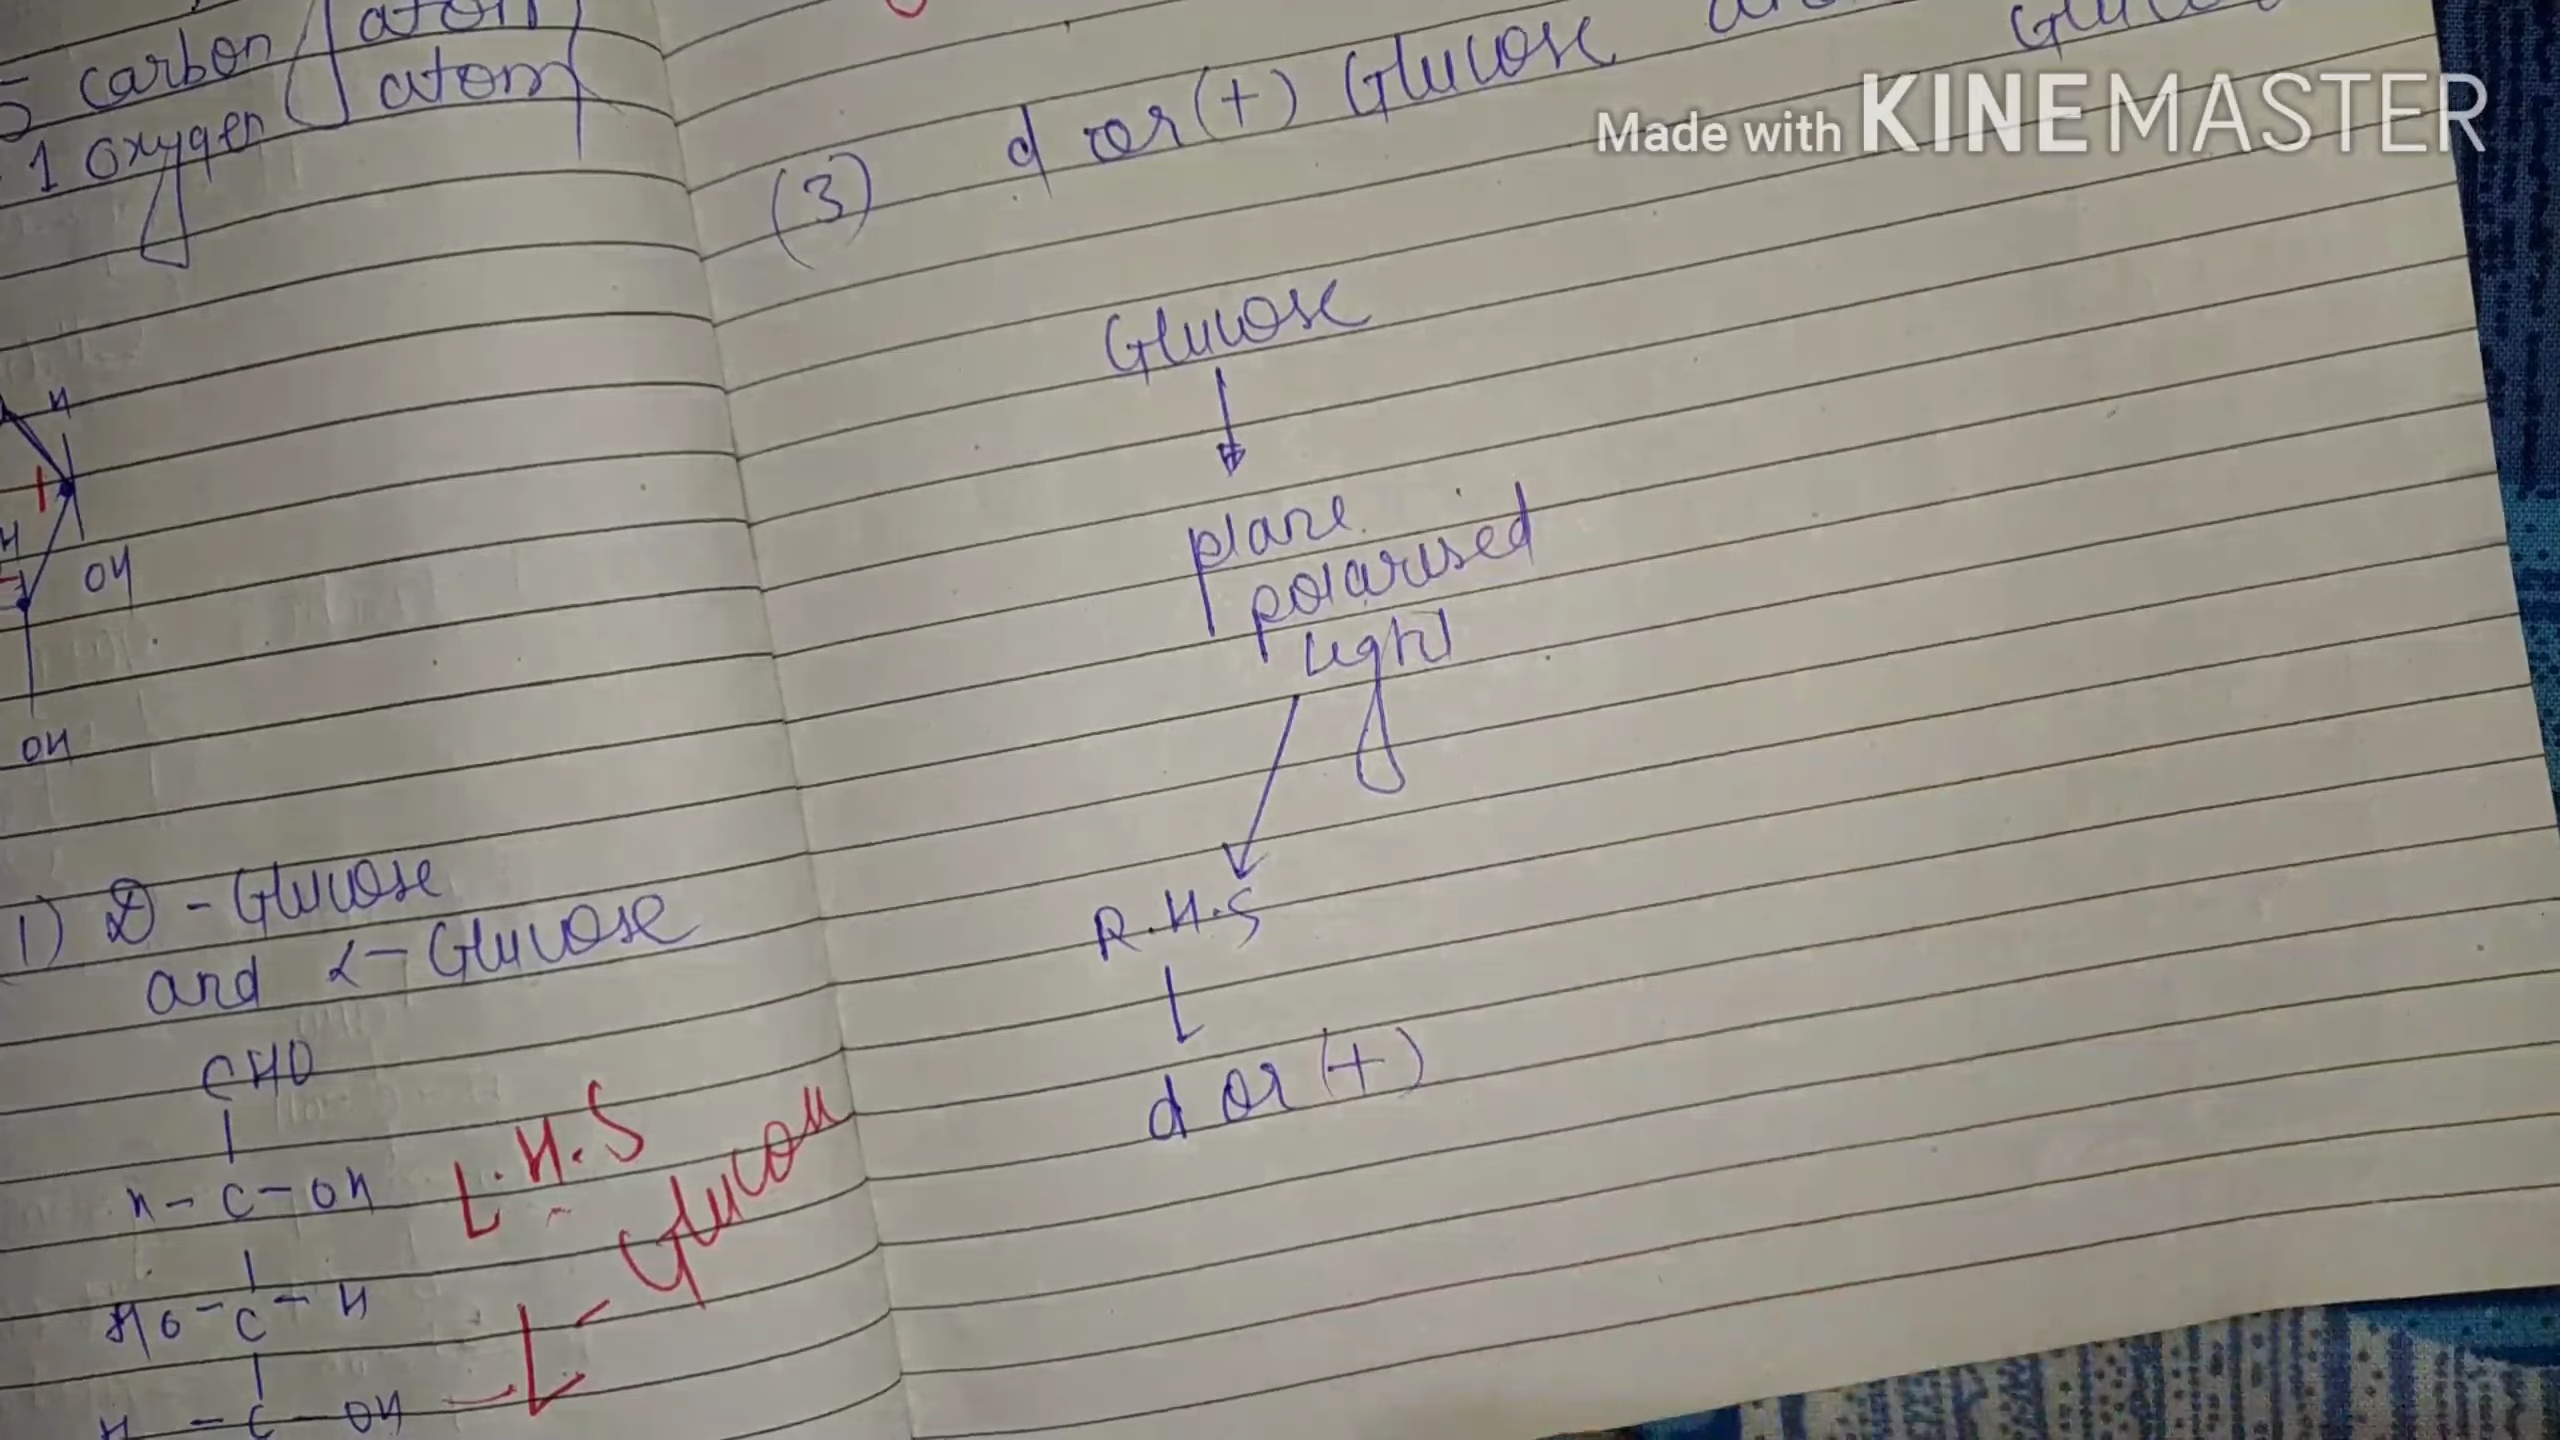 5 carbon atom
1 oxygen atom
H
1
H
OH
OH
1) D - Glucose
and L - Glucose
CHO
H - C - OH
HO - C - H
H - C - OH
L.H.S
L - Glucose
(3) d or (+) Glucose
Glucose
plane
polarised
light
R.H.S
d or (+)
Made with KINEMASTER